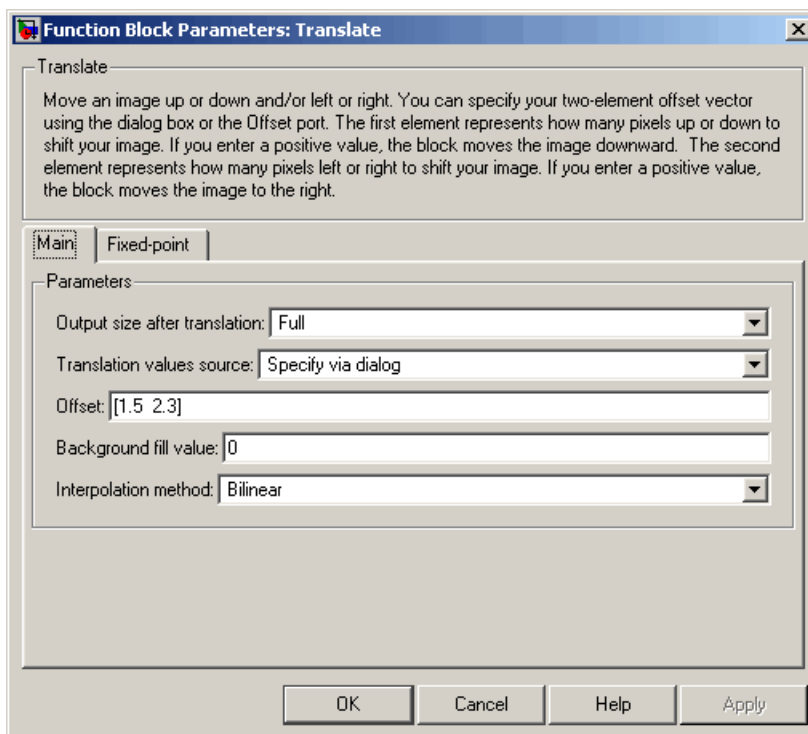 Function Block Parameters: Translate
Translate
Move an image up or down and/or left or right. You can specify your two-element offset vector
using the dialog box or the Offset port. The first element represents how many pixels up or down to
shift your image. If you enter a positive value, the block moves the image downward.  The second
element represents how many pixels left or right to shift your image. If you enter a positive value,
the block moves the image to the right.
Main Fixed-point
Parameters
Output size after translation: Full
Translation values source: Specify via dialog
Offset: [1.5  2.3]
Background fill value: 0
Interpolation method: Bilinear
OK Cancel Help Apply